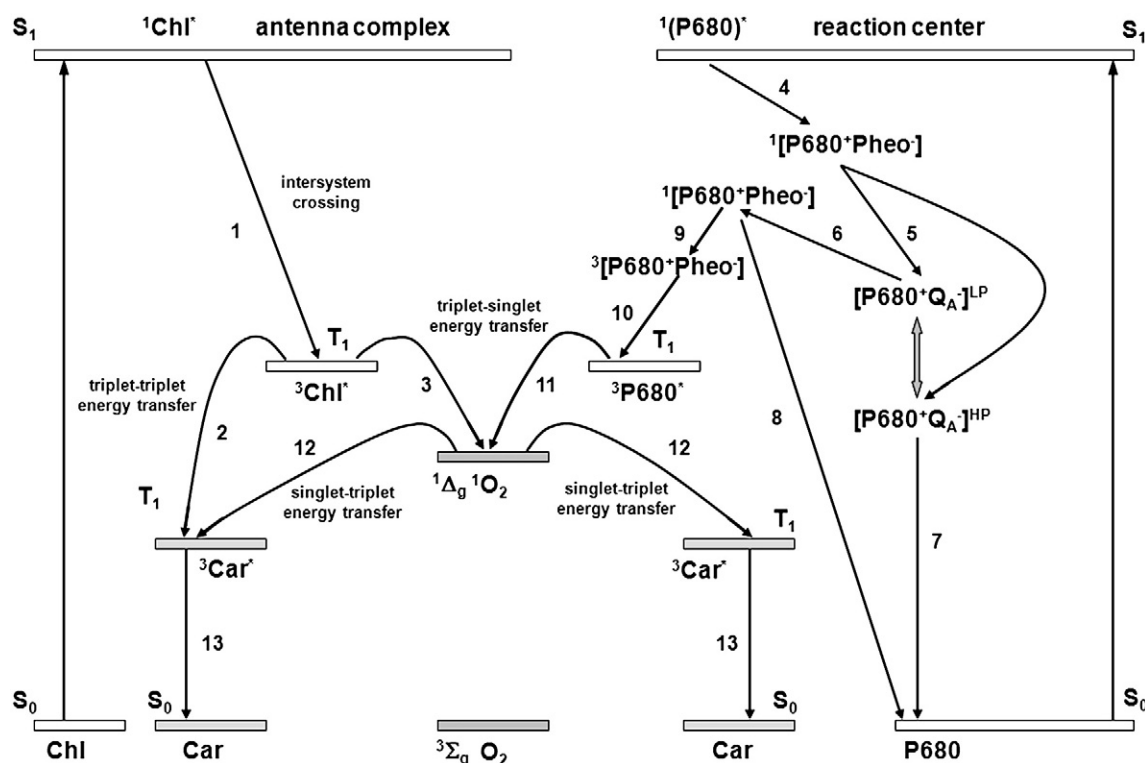 ¹Chl* antenna complex
S₁
¹(P680)* reaction center
S₁
4
¹[P680⁺Pheo⁻]
intersystem
crossing
1
¹[P680⁺Pheo⁻]
5
6
9
³[P680⁺Pheo⁻]
[P680⁺Q_A⁻]ᴸᴾ
triplet-singlet
energy transfer
10
T₁
T₁
³Chl*
3
11
³P680*
triplet-triplet
energy transfer
8
[P680⁺Q_A⁻]ᴴᴾ
2
12
12
¹Δg ¹O₂
singlet-triplet
energy transfer
singlet-triplet
energy transfer
T₁
T₁
7
³Car*
³Car*
13
13
S₀
S₀
S₀
S₀
Chl
Car
³Σg O₂
Car
P680